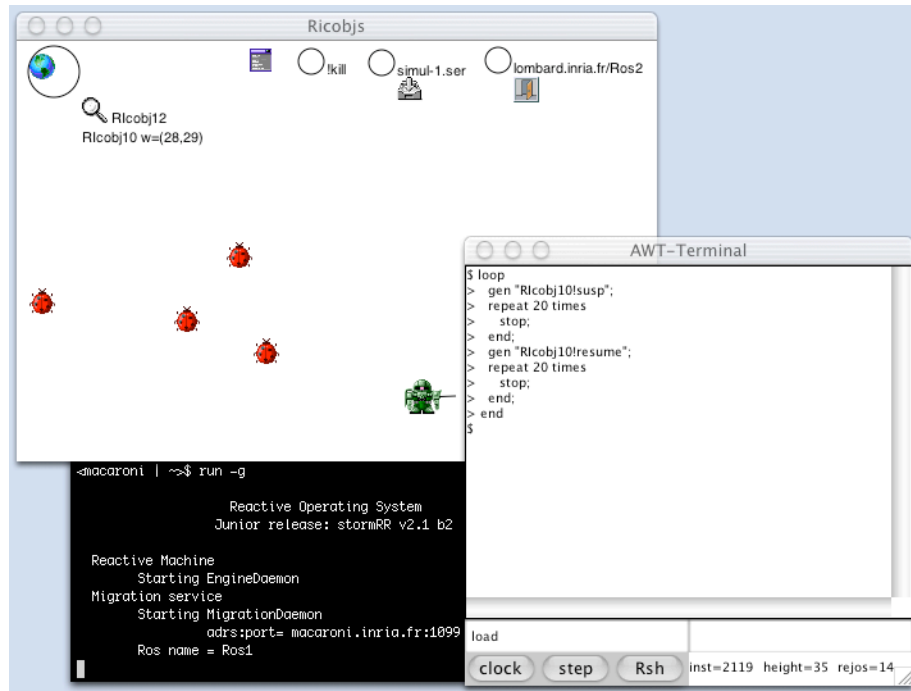 Ricobjs
!kill
simul-1.ser
lombard.inria.fr/Ros2
RIcobj12
RIcobj10 w=(28,29)
AWT-Terminal
$ loop
> gen "RIcobj10!susp";
> repeat 20 times
> stop;
> end;
> gen "RIcobj10!resume";
> repeat 20 times
> stop;
> end;
> end
$
<macaroni | ~>$ run -g
Reactive Operating System
Junior release: stormRR v2.1 b2
Reactive Machine
Starting EngineDaemon
Migration service
Starting MigrationDaemon
adrs:port= macaroni.inria.fr:1099
Ros name = Ros1
load
clock step Rsh inst=2119 height=35 rejos=14